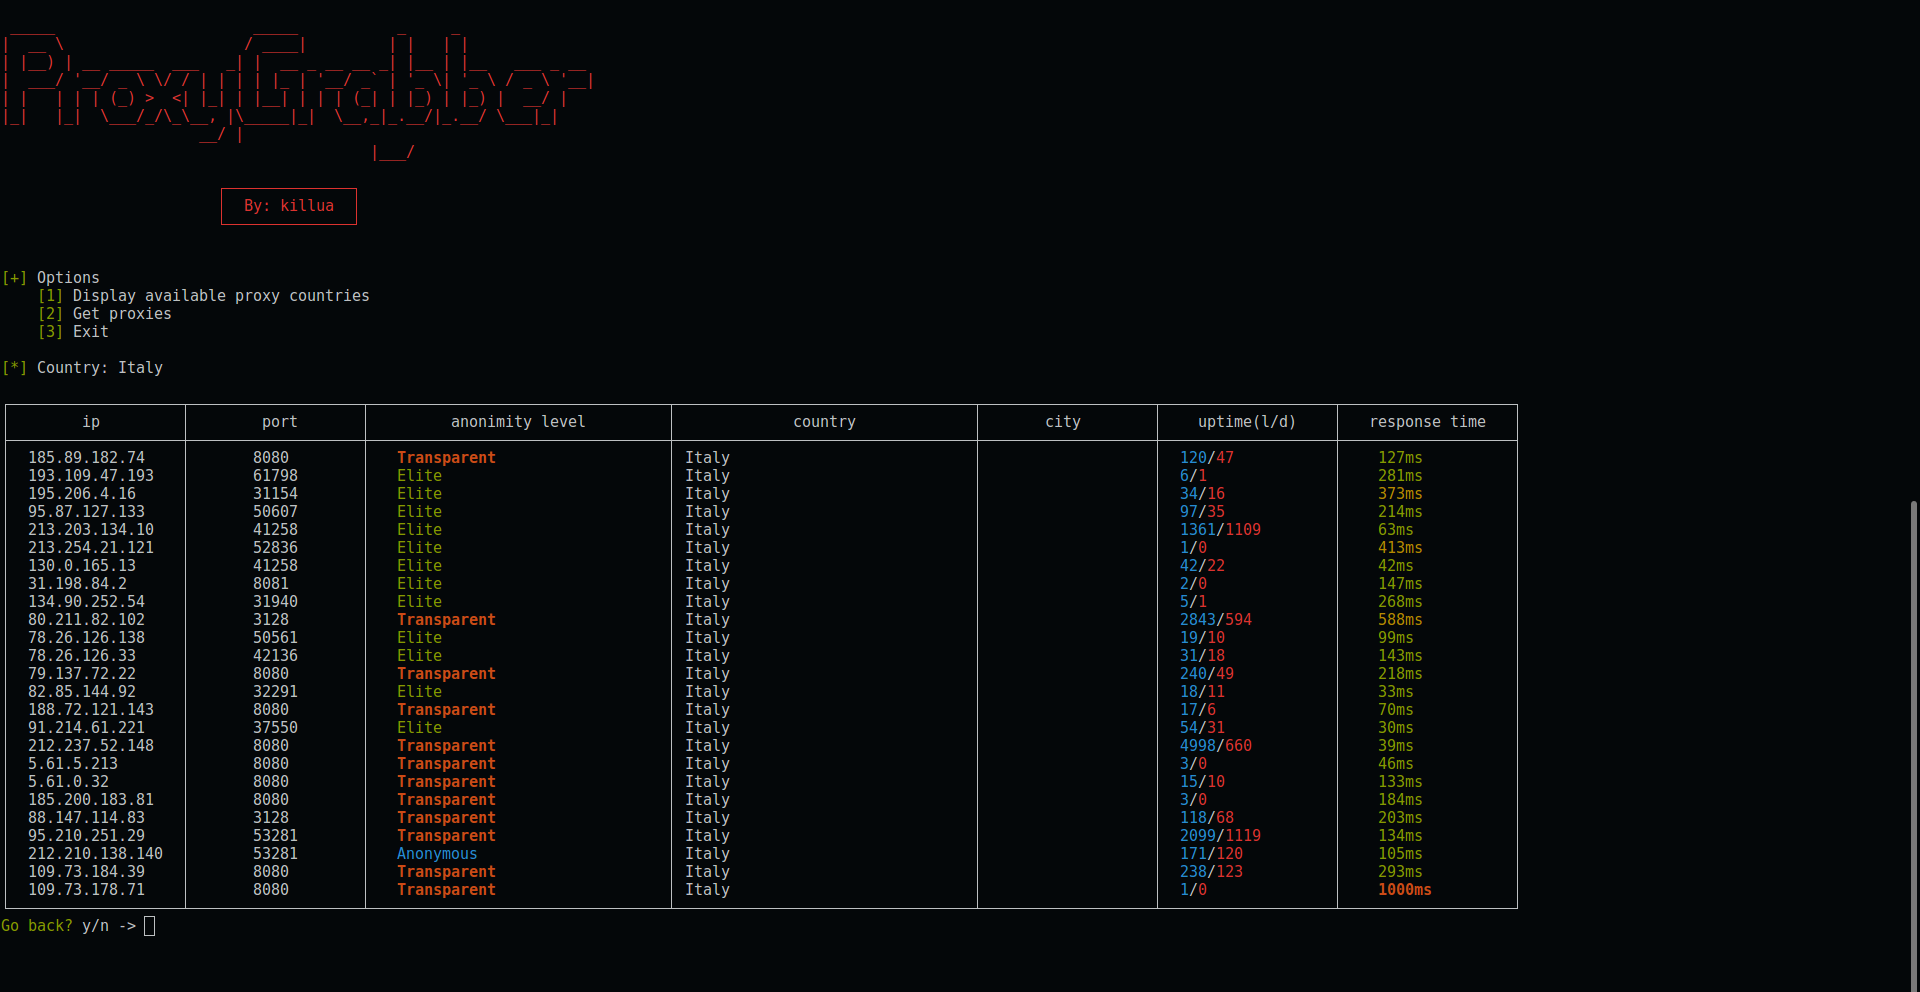 ProxyGrabber
By: killua
[+] Options
[1] Display available proxy countries
[2] Get proxies
[3] Exit
[*] Country: Italy
ip port anonimity level country city uptime(l/d) response time
185.89.182.74 8080 Transparent Italy 120/47 127ms
193.109.47.193 61798 Elite Italy 6/1 281ms
195.206.4.16 31154 Elite Italy 34/16 373ms
95.87.127.133 50607 Elite Italy 97/35 214ms
213.203.134.10 41258 Elite Italy 1361/1109 63ms
213.254.21.121 52836 Elite Italy 1/0 413ms
130.0.165.13 41258 Elite Italy 42/22 42ms
31.198.84.2 8081 Elite Italy 2/0 147ms
134.90.252.54 31940 Elite Italy 5/1 268ms
80.211.82.102 3128 Transparent Italy 2843/594 588ms
78.26.126.138 50561 Elite Italy 19/10 99ms
78.26.126.33 42136 Elite Italy 31/18 143ms
79.137.72.22 8080 Transparent Italy 240/49 218ms
82.85.144.92 32291 Elite Italy 18/11 33ms
188.72.121.143 8080 Transparent Italy 17/6 70ms
91.214.61.221 37550 Elite Italy 54/31 30ms
212.237.52.148 8080 Transparent Italy 4998/660 39ms
5.61.5.213 8080 Transparent Italy 3/0 46ms
5.61.0.32 8080 Transparent Italy 15/10 133ms
185.200.183.81 8080 Transparent Italy 3/0 184ms
88.147.114.83 3128 Transparent Italy 118/68 203ms
95.210.251.29 53281 Transparent Italy 2099/1119 134ms
212.210.138.140 53281 Anonymous Italy 171/120 105ms
109.73.184.39 8080 Transparent Italy 238/123 293ms
109.73.178.71 8080 Transparent Italy 1/0 1000ms
Go back? y/n ->